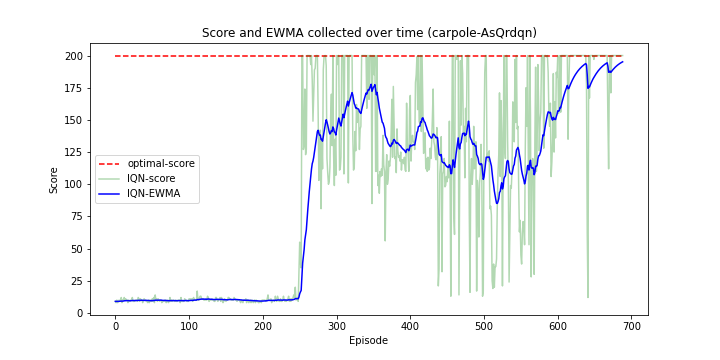 Score and EWMA collected over time (carpole-AsQrdqn)
200
175
150
125
100
75
50
25
0
Score
optimal-score
IQN-score
IQN-EWMA
0
100
200
300
400
500
600
700
Episode